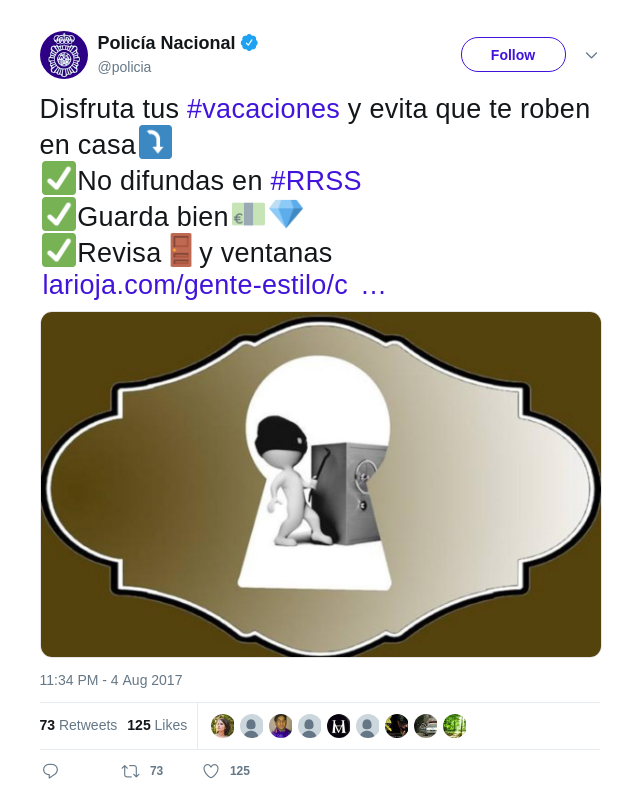 Policía Nacional
@policia
Follow
Disfruta tus #vacaciones y evita que te roben
en casa⤵️
✅No difundas en #RRSS
✅Guarda bien💶💎
✅Revisa🚪y ventanas
larioja.com/gente-estilo/c …
11:34 PM - 4 Aug 2017
73 Retweets 125 Likes
M
73 125